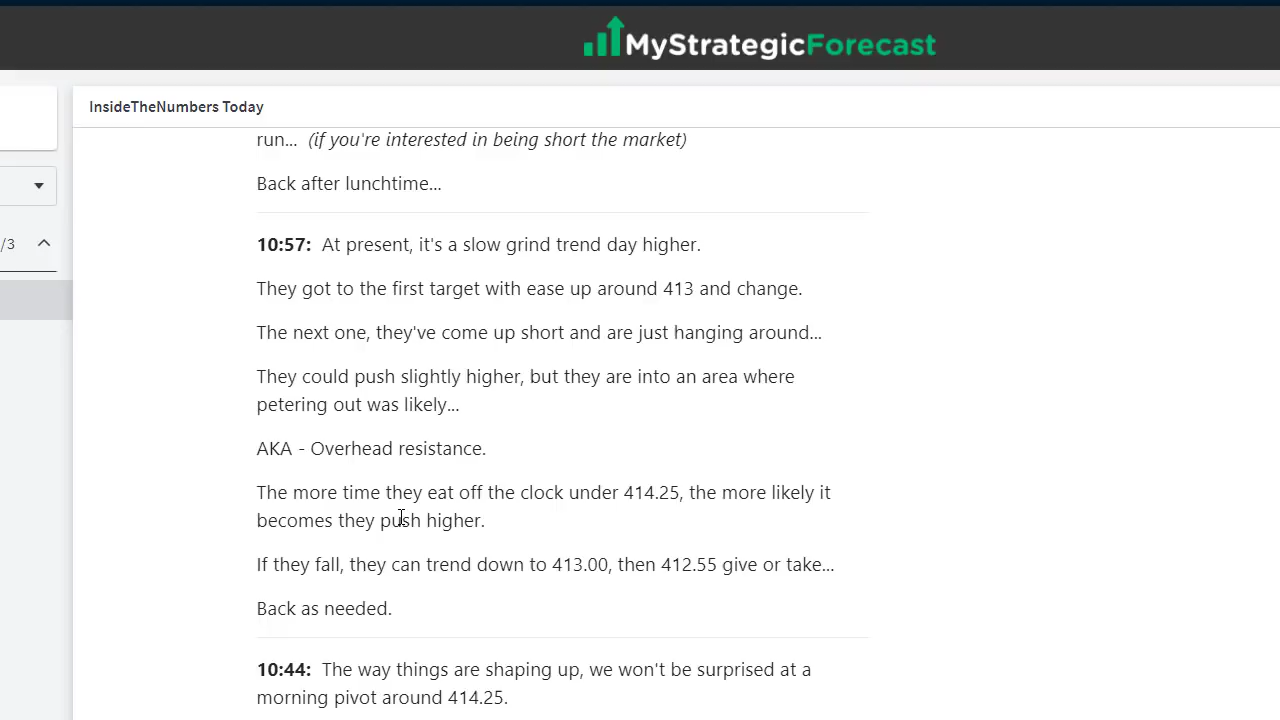 MyStrategicForecast
InsideTheNumbers Today
run... (if you're interested in being short the market)
Back after lunchtime...
/3
10:57: At present, it's a slow grind trend day higher.
They got to the first target with ease up around 413 and change.
The next one, they've come up short and are just hanging around...
They could push slightly higher, but they are into an area where
petering out was likely...
AKA - Overhead resistance.
The more time they eat off the clock under 414.25, the more likely it
becomes they push higher.
If they fall, they can trend down to 413.00, then 412.55 give or take...
Back as needed.
10:44: The way things are shaping up, we won't be surprised at a
morning pivot around 414.25.